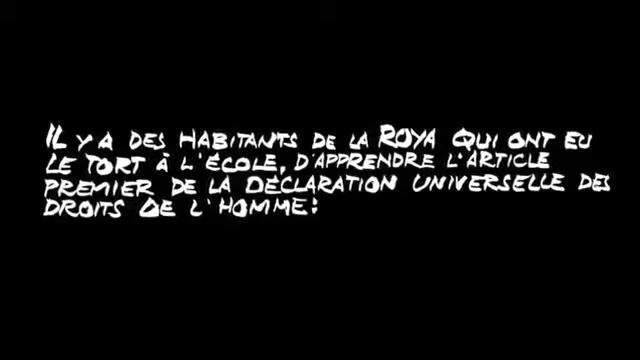 IL Y A DES HABITANTS DE LA ROYA QUI ONT EU
LE TORT À L'ÉCOLE, D'APPRENDRE L'ARTICLE
PREMIER DE LA DÉCLARATION UNIVERSELLE DES
DROITS DE L'HOMME: